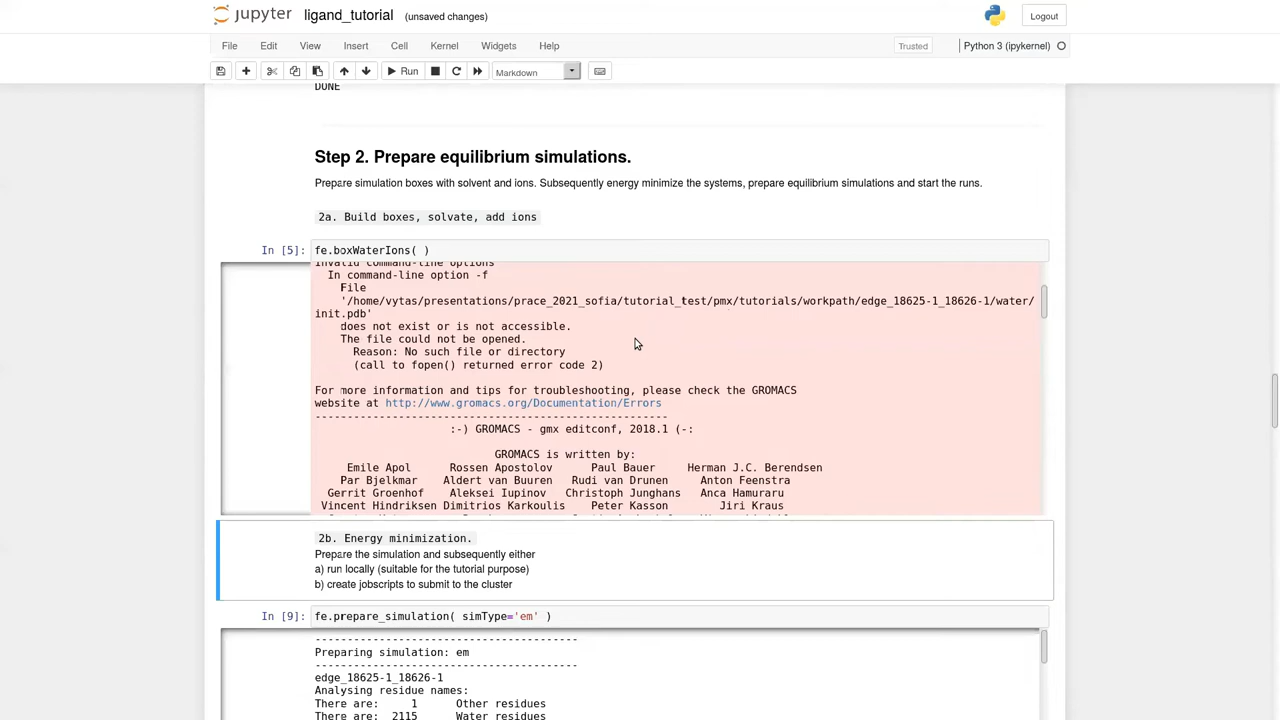 jupyter ligand_tutorial (unsaved changes) Logout
File Edit View Insert Cell Kernel Widgets Help Trusted Python 3 (ipykernel)
Run Markdown
DONE
Step 2. Prepare equilibrium simulations.
Prepare simulation boxes with solvent and ions. Subsequently energy minimize the systems, prepare equilibrium simulations and start the runs.
2a. Build boxes, solvate, add ions
In [5]: fe.boxWaterIons( )
Invalid command-line options
In command-line option -f
File
'/home/vytas/presentations/prace_2021_sofia/tutorial_test/pmx/tutorials/workpath/edge_18625-1_18626-1/water/
init.pdb'
does not exist or is not accessible.
The file could not be opened.
Reason: No such file or directory
(call to fopen() returned error code 2)
For more information and tips for troubleshooting, please check the GROMACS
website at http://www.gromacs.org/Documentation/Errors
-------------------------------------------------------
:-) GROMACS - gmx editconf, 2018.1 (-:
GROMACS is written by:
Emile Apol Rossen Apostolov Paul Bauer Herman J.C. Berendsen
Par Bjelkmar Aldert van Buuren Rudi van Drunen Anton Feenstra
Gerrit Groenhof Aleksei Iupinov Christoph Junghans Anca Hamuraru
Vincent Hindriksen Dimitrios Karkoulis Peter Kasson Jiri Kraus
2b. Energy minimization.
Prepare the simulation and subsequently either
a) run locally (suitable for the tutorial purpose)
b) create jobscripts to submit to the cluster
In [9]: fe.prepare_simulation( simType='em' )
-----------------------------------------
Preparing simulation: em
-----------------------------------------
edge_18625-1_18626-1
Analysing residue names:
There are: 1 Other residues
There are: 2115 Water residues